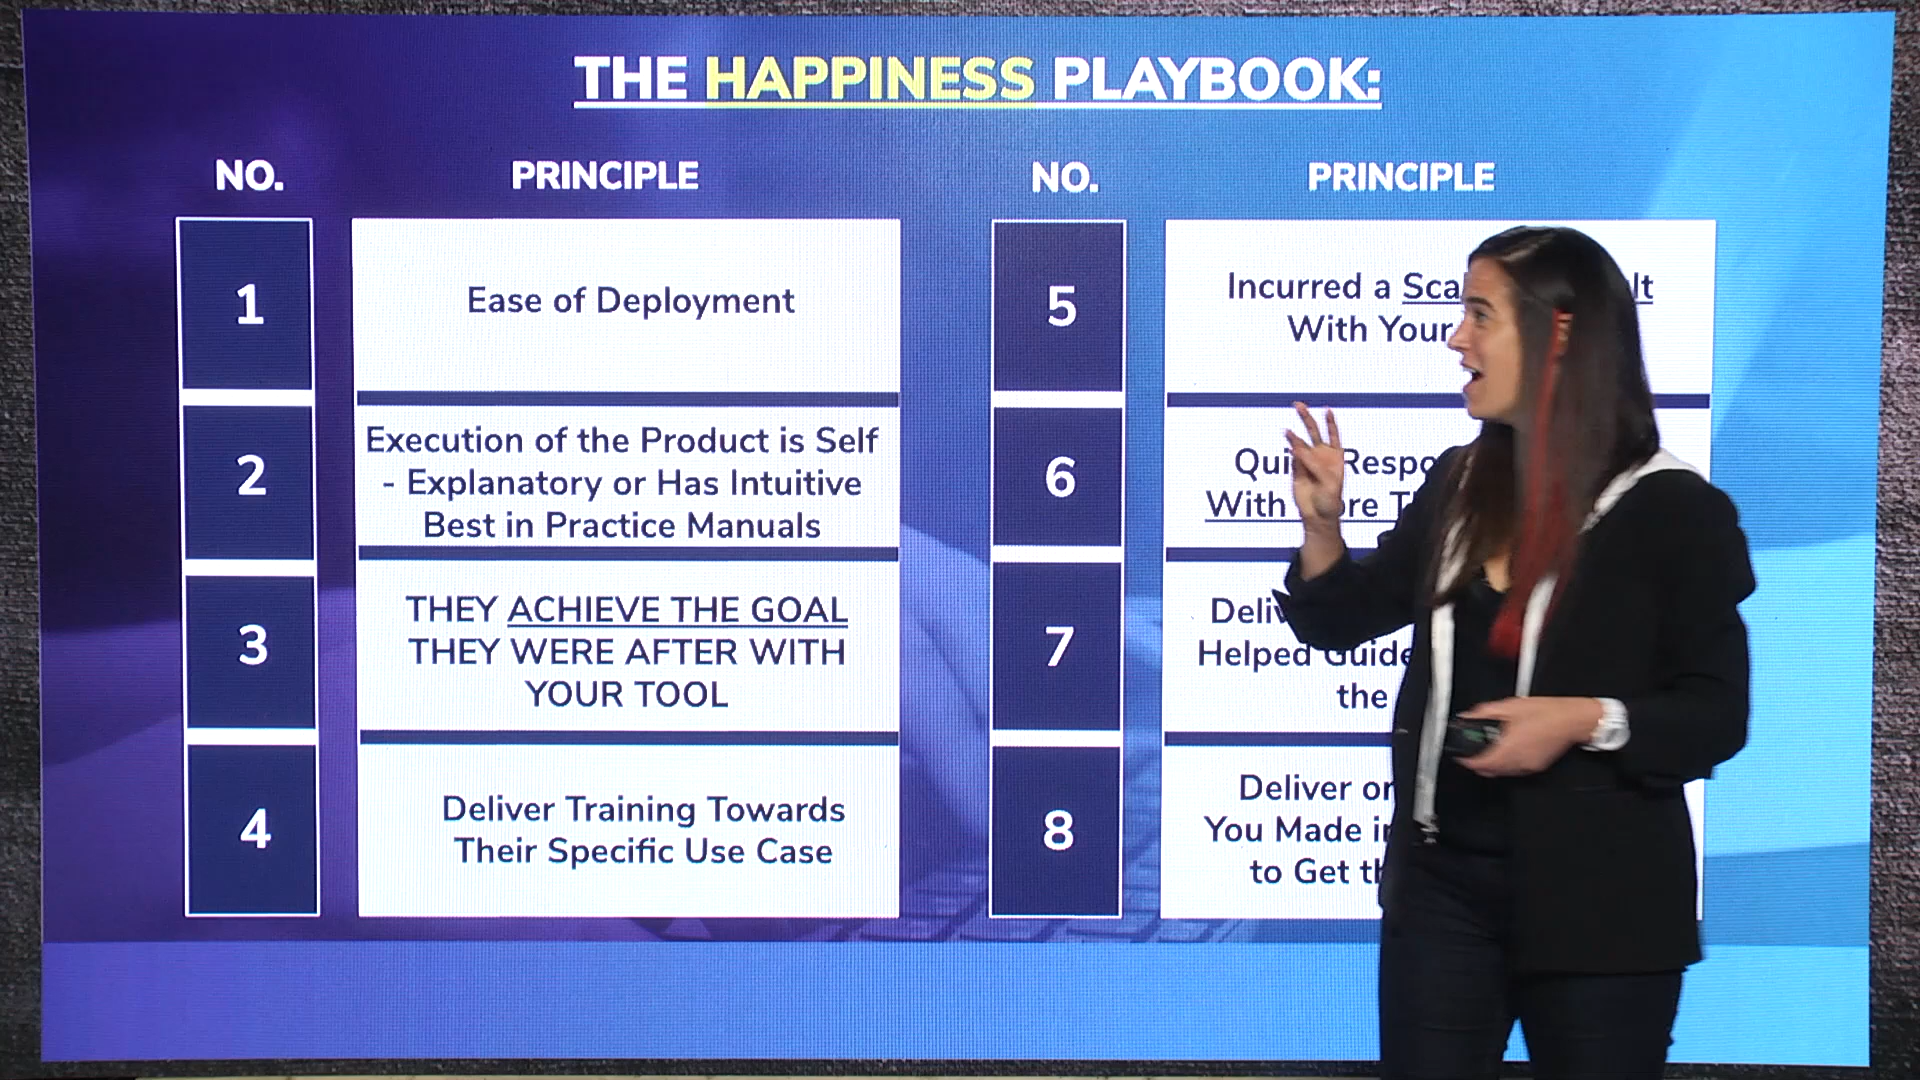 THE HAPPINESS PLAYBOOK:
NO.
PRINCIPLE
1
Ease of Deployment
2
Execution of the Product is Self
- Explanatory or Has Intuitive
Best in Practice Manuals
3
THEY ACHIEVE THE GOAL
THEY WERE AFTER WITH
YOUR TOOL
4
Deliver Training Towards
Their Specific Use Case
NO.
PRINCIPLE
5
Incurred a
With Your
6
With
7
Helped Guide
the
8
Deliver
You Made
to Get